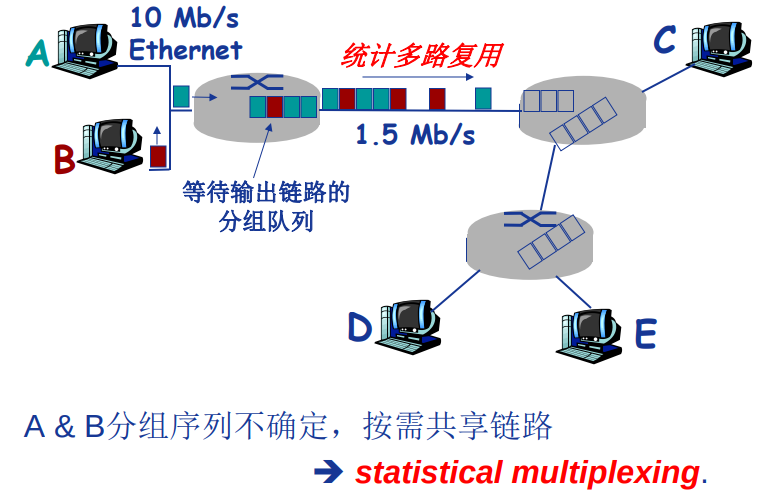 10 Mb/s
Ethernet
A
统计多路复用
C
1.5 Mb/s
B
等待输出链路的
分组队列
D
E
A & B分组序列不确定，按需共享链路
➔ statistical multiplexing.